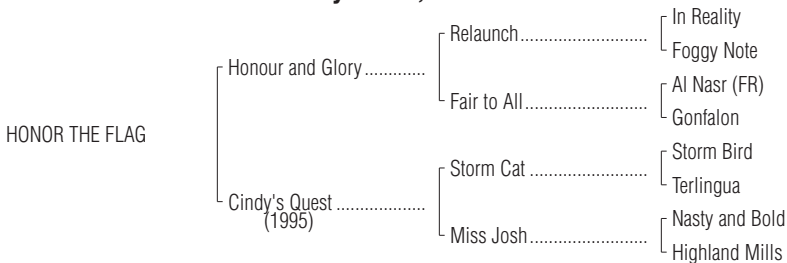 In Reality
Relaunch..............................
Foggy Note
Honour and Glory ..............
Al Nasr (FR)
Fair to All.............................
Gonfalon
HONOR THE FLAG
Storm Bird
Storm Cat ...........................
Terlingua
Cindy's Quest .....................
(1995)
Nasty and Bold
Miss Josh............................
Highland Mills